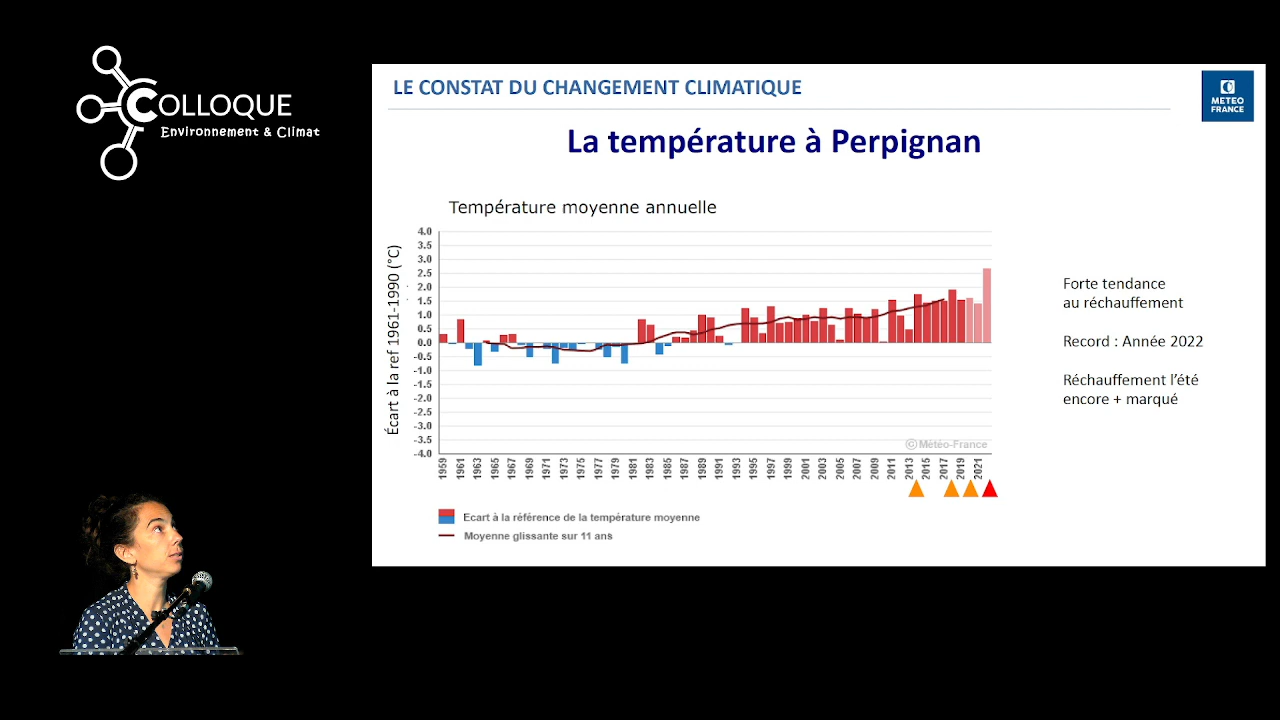 COLLOQUE
Environnement & Climat
LE CONSTAT DU CHANGEMENT CLIMATIQUE
METEO
FRANCE
La température à Perpignan
Température moyenne annuelle
Écart à la ref 1961-1990 (°C)
4.0
3.5
3.0
2.5
2.0
1.5
1.0
0.5
0.0
-0.5
-1.0
-1.5
-2.0
-2.5
-3.0
-3.5
-4.0
© Météo-France
1959 1961 1963 1965 1967 1969 1971 1973 1975 1977 1979 1981 1983 1985 1987 1989 1991 1993 1995 1997 1999 2001 2003 2005 2007 2009 2011 2013 2015 2017 2019 2021
Ecart à la référence de la température moyenne
Moyenne glissante sur 11 ans
Forte tendance
au réchauffement
Record : Année 2022
Réchauffement l'été
encore + marqué